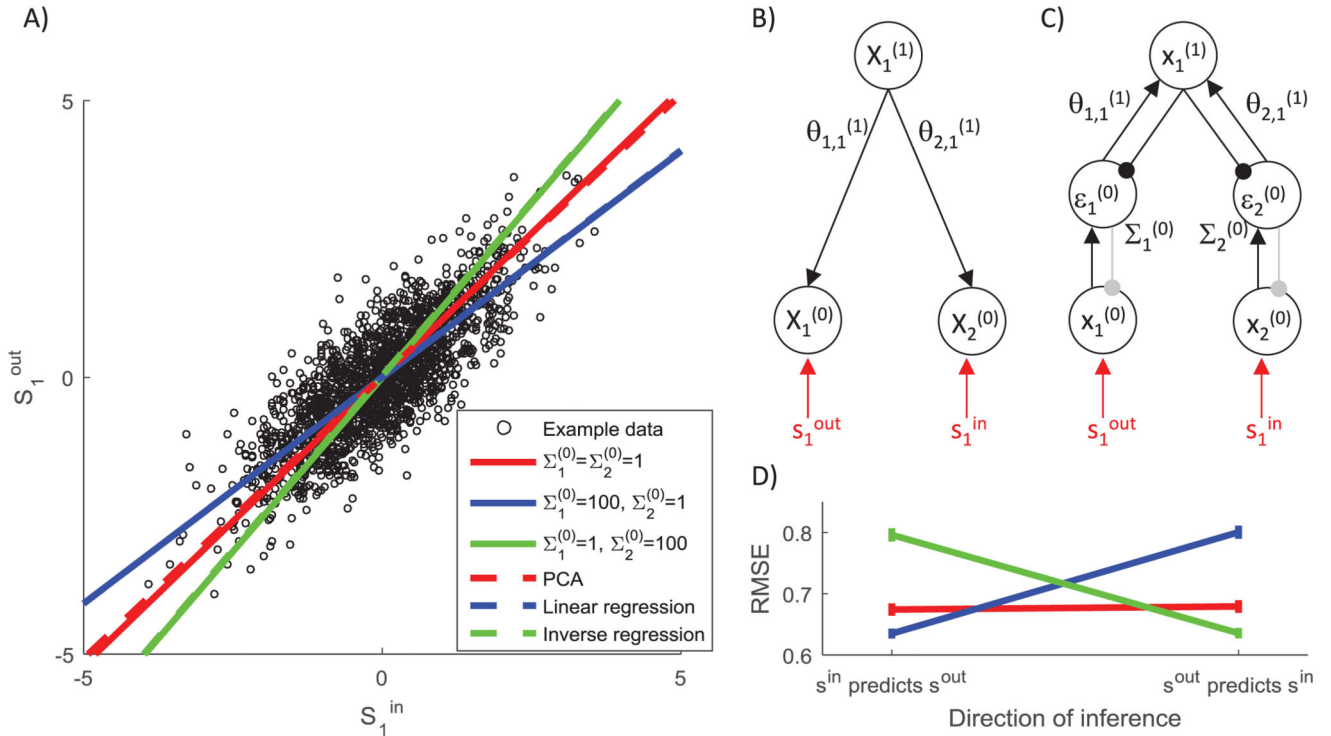 A)
5
0
-5
S₁ᵒᵘᵗ
-5 0 5
S₁ⁱⁿ
Example data
Σ₁⁽⁰⁾=Σ₂⁽⁰⁾=1
Σ₁⁽⁰⁾=100, Σ₂⁽⁰⁾=1
Σ₁⁽⁰⁾=1, Σ₂⁽⁰⁾=100
PCA
Linear regression
Inverse regression
B)
X₁⁽¹⁾
θ₁,₁⁽¹⁾ θ₂,₁⁽¹⁾
X₁⁽⁰⁾ X₂⁽⁰⁾
s₁ᵒᵘᵗ s₁ⁱⁿ
C)
x₁⁽¹⁾
θ₁,₁⁽¹⁾ θ₂,₁⁽¹⁾
ε₁⁽⁰⁾ ε₂⁽⁰⁾
Σ₁⁽⁰⁾ Σ₂⁽⁰⁾
x₁⁽⁰⁾ x₂⁽⁰⁾
s₁ᵒᵘᵗ s₁ⁱⁿ
D)
0.8
0.7
0.6
RMSE
sⁱⁿ predicts sᵒᵘᵗ sᵒᵘᵗ predicts sⁱⁿ
Direction of inference